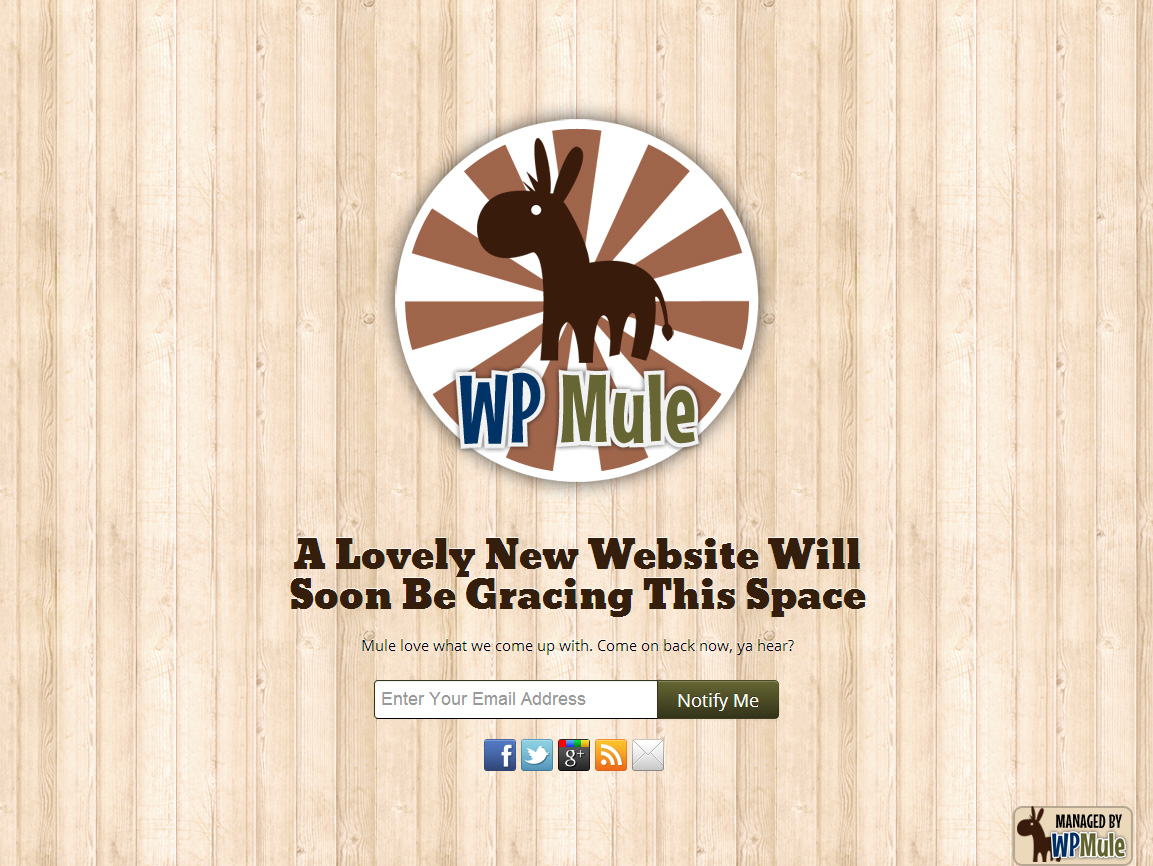 WP Mule
A Lovely New Website Will
Soon Be Gracing This Space
Mule love what we come up with. Come on back now, ya hear?
Enter Your Email Address
Notify Me
f
g+
MANAGED BY
WPMule